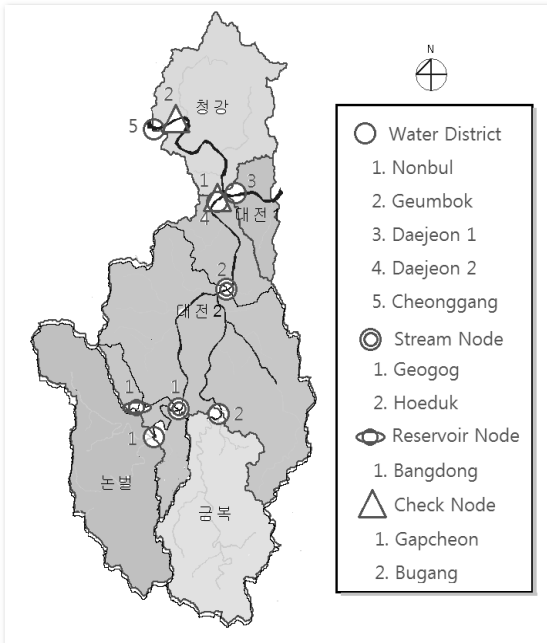 N
2
청강
5
1
3
대전1
4
2
대전2
1
1
2
1
논벌
금복
Water District
1. Nonbul
2. Geumbok
3. Daejeon 1
4. Daejeon 2
5. Cheonggang
Stream Node
1. Geogog
2. Hoeduk
Reservoir Node
1. Bangdong
Check Node
1. Gapcheon
2. Bugang